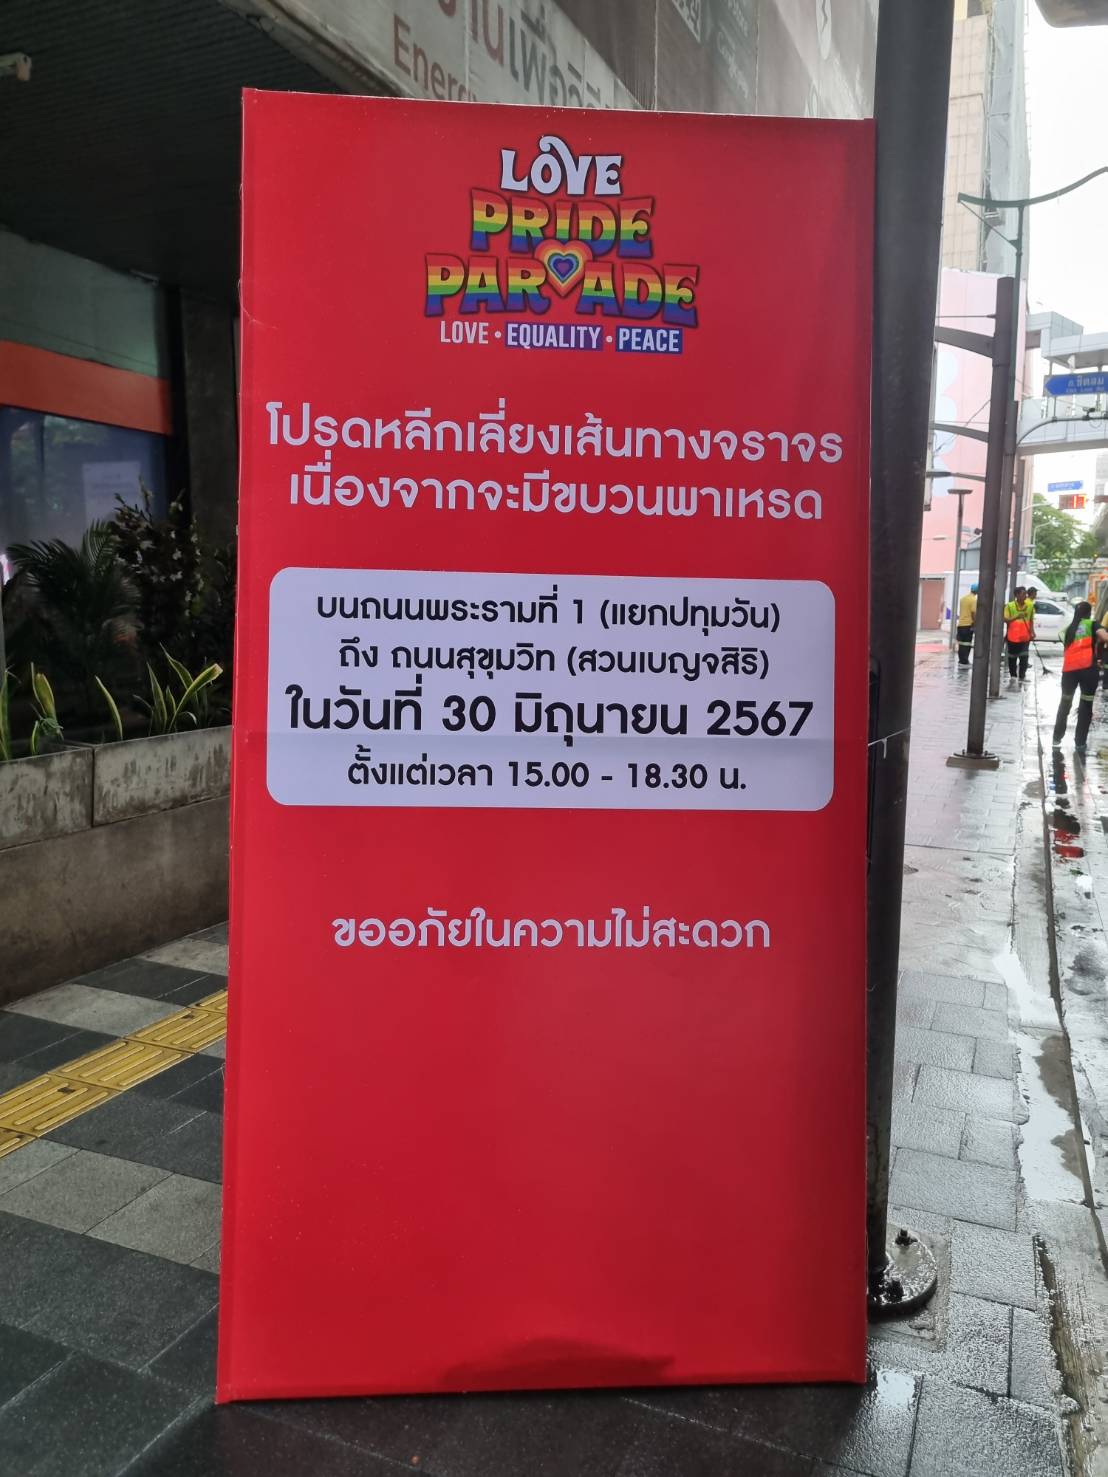 Energy
LOVE
PRIDE
PARADE
LOVE • EQUALITY • PEACE
โปรดหลีกเลี่ยงเส้นทางจราจร
เนื่องจากจะมีขบวนพาเหรด
บนถนนพระรามที่ 1 (แยกปทุมวัน)
ถึง ถนนสุขุมวิท (สวนเบญจสิริ)
ในวันที่ 30 มิถุนายน 2567
ตั้งแต่เวลา 15.00 - 18.30 น.
ขออภัยในความไม่สะดวก
ถ.ชิดลม